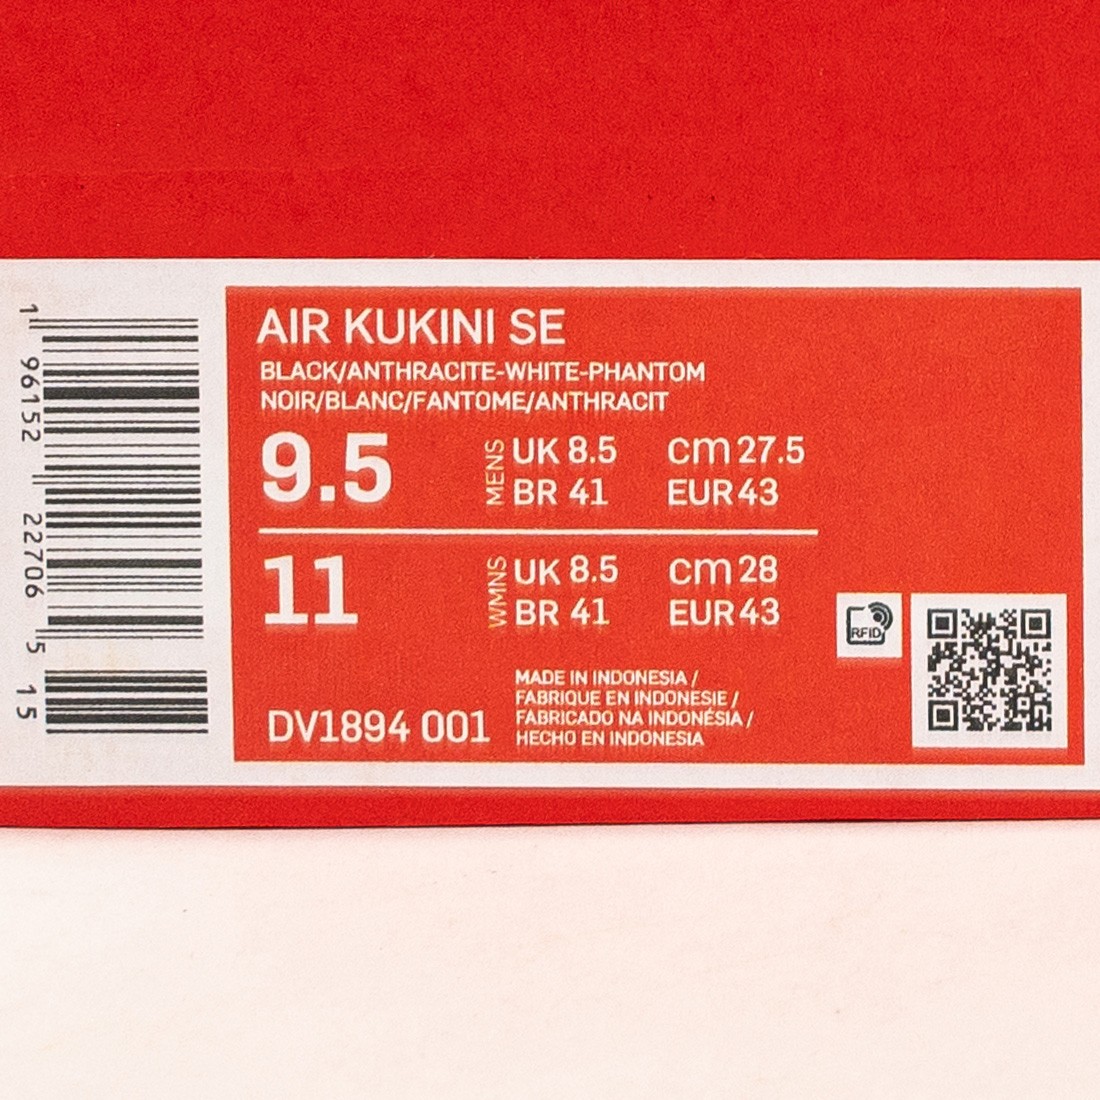 AIR KUKINI SE
BLACK/ANTHRACITE-WHITE-PHANTOM
NOIR/BLANC/FANTOME/ANTHRACIT
9.5 MENS UK 8.5 cm 27.5
BR 41 EUR 43
11 WMNS UK 8.5 cm 28
BR 41 EUR 43
RFID
DV1894 001
MADE IN INDONESIA /
FABRIQUE EN INDONESIE /
FABRICADO NA INDONÉSIA /
HECHO EN INDONESIA
1 96152 22706 5 15